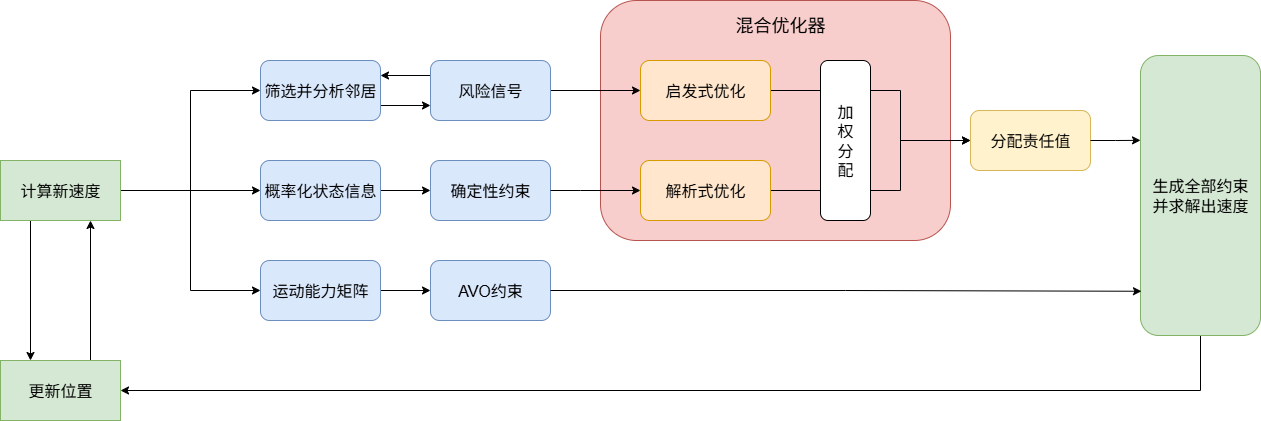 混合优化器
筛选并分析邻居
风险信号
启发式优化
加
权
分
配
分配责任值
计算新速度
概率化状态信息
确定性约束
解析式优化
生成全部约束
并求解出速度
运动能力矩阵
AVO约束
更新位置